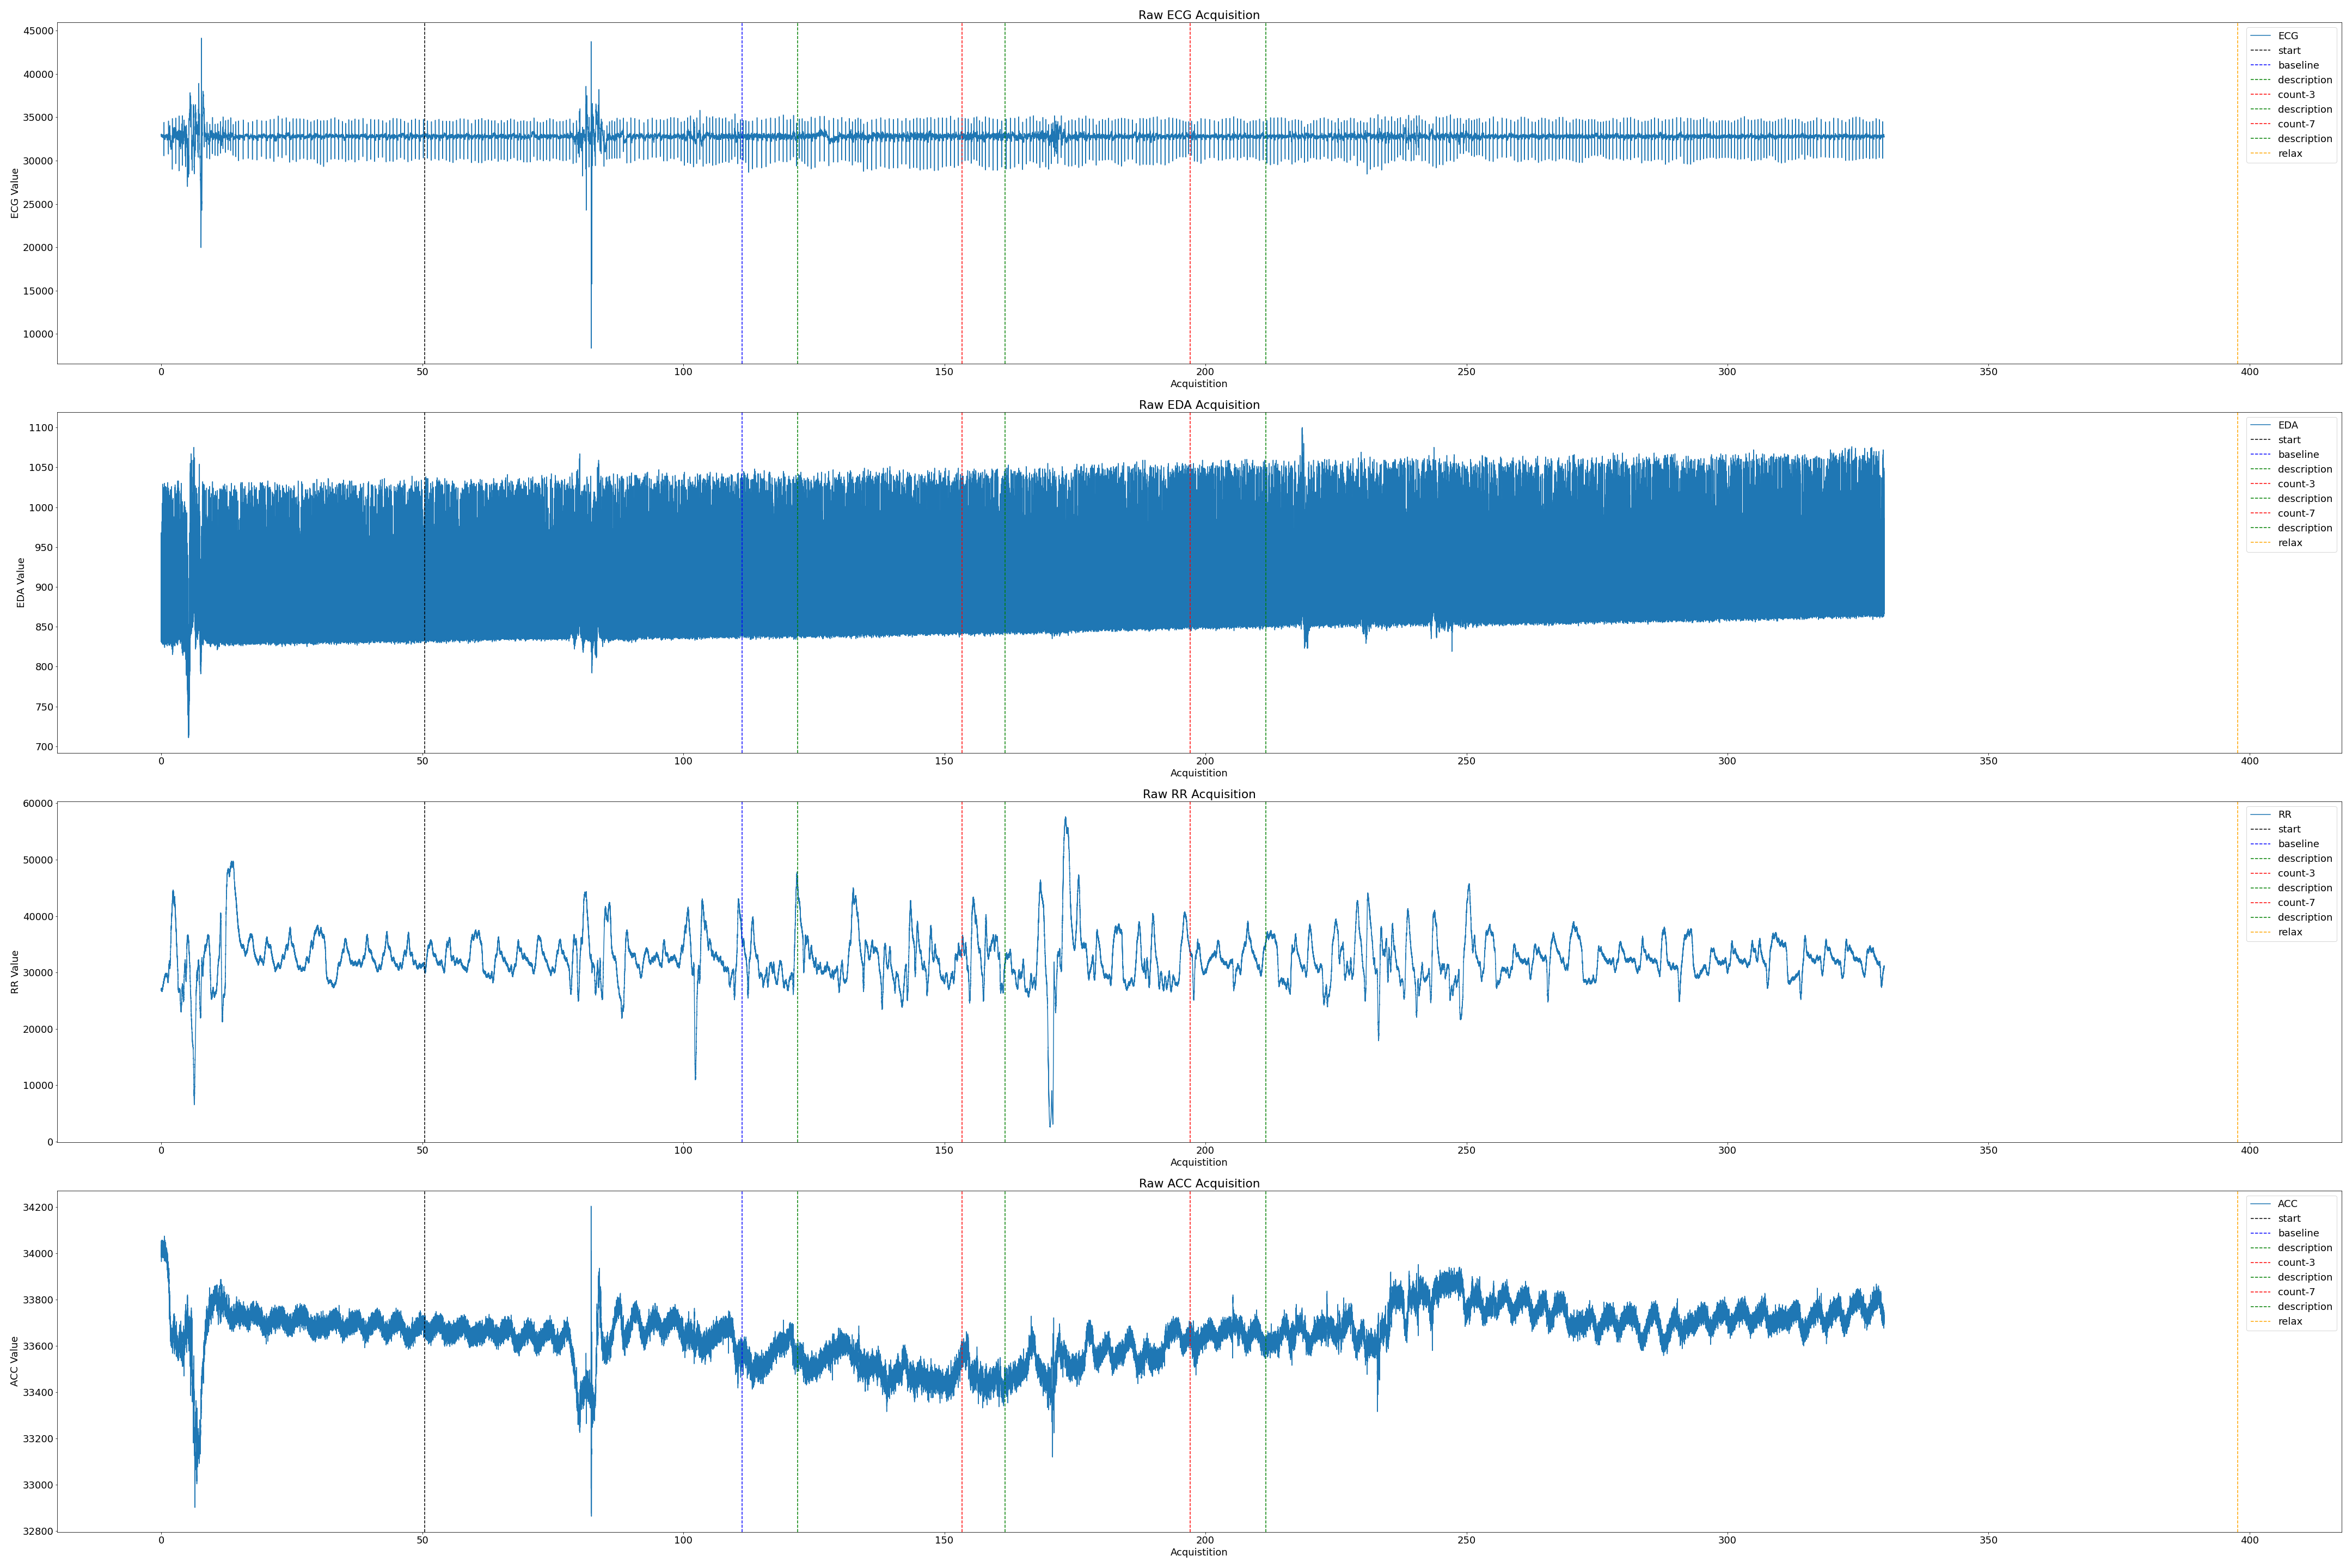 Raw ECG Acquisition
45000
40000
35000
30000
25000
20000
15000
10000
ECG Value
0 50 100 150 200 250 300 350 400
Acquistition
ECG
start
baseline
description
count-3
description
count-7
description
relax
Raw EDA Acquisition
1100
1050
1000
950
900
850
800
750
700
EDA Value
0 50 100 150 200 250 300 350 400
Acquistition
EDA
start
baseline
description
count-3
description
count-7
description
relax
Raw RR Acquisition
60000
50000
40000
30000
20000
10000
0
RR Value
0 50 100 150 200 250 300 350 400
Acquistition
RR
start
baseline
description
count-3
description
count-7
description
relax
Raw ACC Acquisition
34200
34000
33800
33600
33400
33200
33000
32800
ACC Value
0 50 100 150 200 250 300 350 400
Acquistition
ACC
start
baseline
description
count-3
description
count-7
description
relax